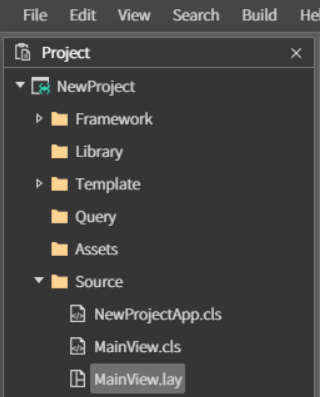 File Edit View Search Build
Project
NewProject
Framework
Library
Template
Query
Assets
Source
NewProjectApp.cls
MainView.cls
MainView.lay